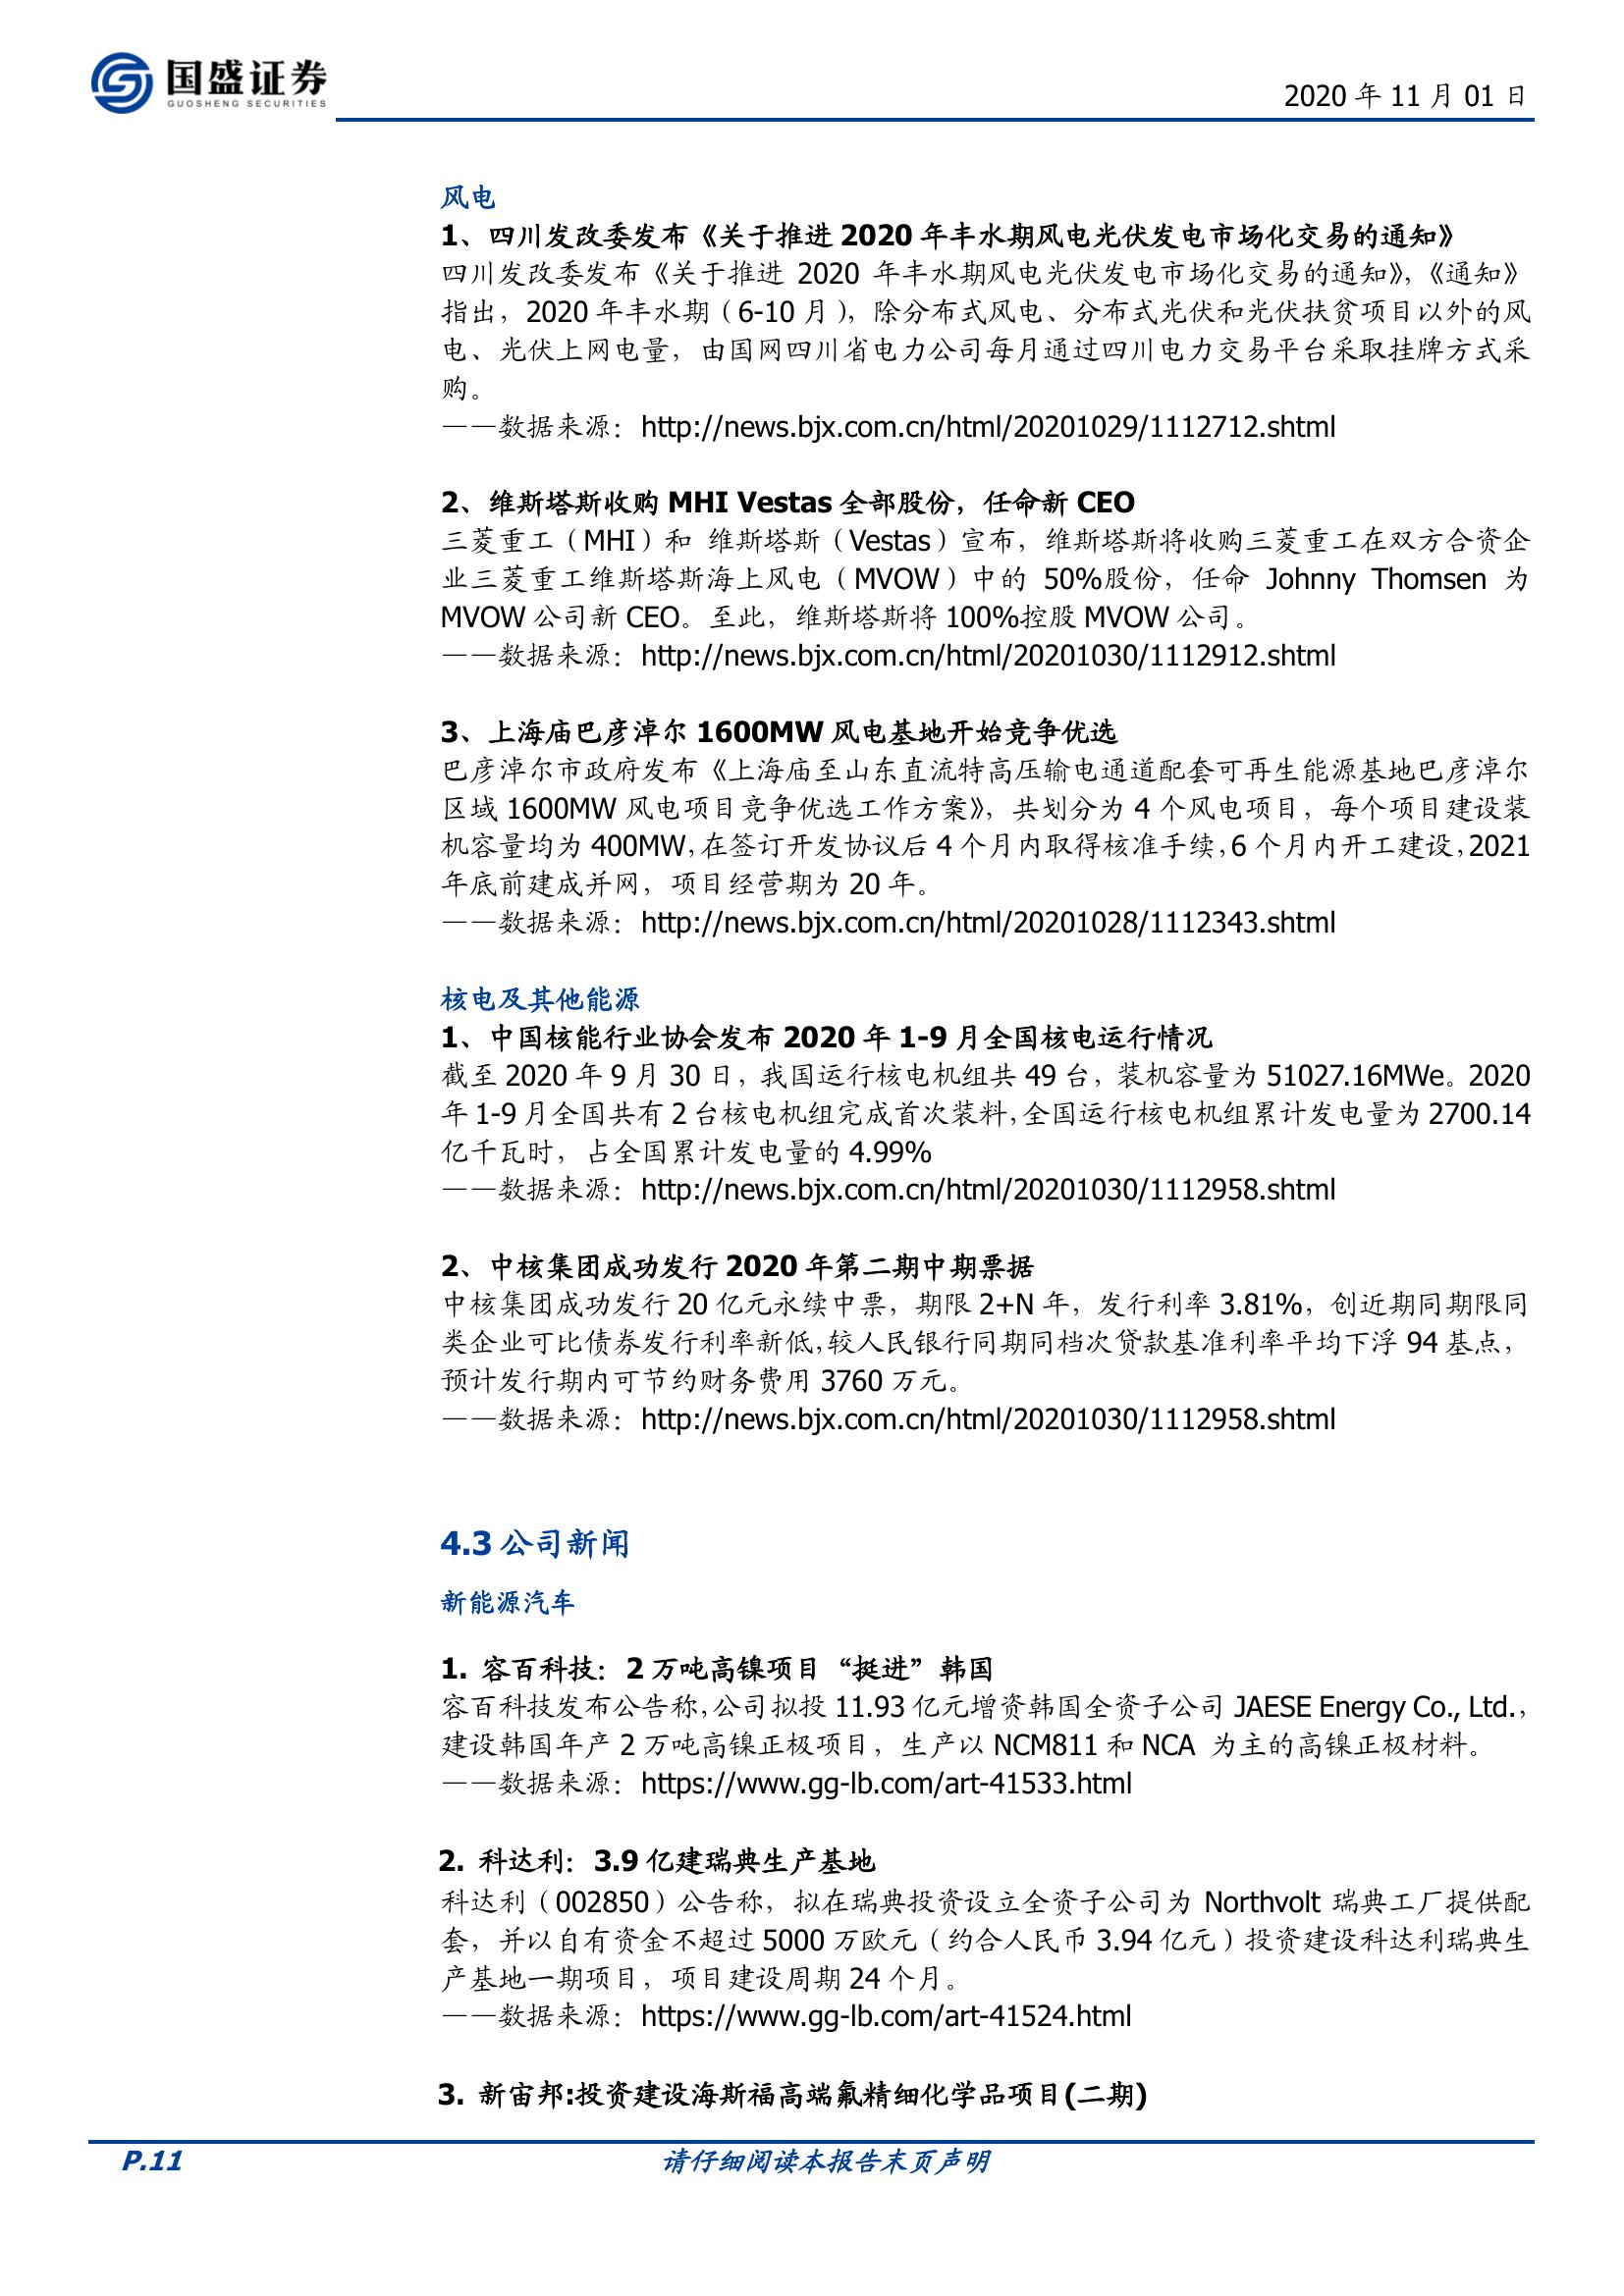 国盛证券
GUOSHENG SECURITIES
2020 年 11 月 01 日
风电
1、四川发改委发布《关于推进 2020 年丰水期风电光伏发电市场化交易的通知》
四川发改委发布《关于推进 2020 年丰水期风电光伏发电市场化交易的通知》，《通知》
指出，2020 年丰水期（6-10 月），除分布式风电、分布式光伏和光伏扶贫项目以外的风
电、光伏上网电量，由国网四川省电力公司每月通过四川电力交易平台采取挂牌方式采
购。
——数据来源：http://news.bjx.com.cn/html/20201029/1112712.shtml
2、维斯塔斯收购 MHI Vestas 全部股份，任命新 CEO
三菱重工（MHI）和 维斯塔斯（Vestas）宣布，维斯塔斯将收购三菱重工在双方合资企
业三菱重工维斯塔斯海上风电（MVOW）中的 50%股份，任命 Johnny Thomsen 为
MVOW 公司新 CEO。至此，维斯塔斯将 100%控股 MVOW 公司。
——数据来源：http://news.bjx.com.cn/html/20201030/1112912.shtml
3、上海庙巴彦淖尔 1600MW 风电基地开始竞争优选
巴彦淖尔市政府发布《上海庙至山东直流特高压输电通道配套可再生能源基地巴彦淖尔
区域 1600MW 风电项目竞争优选工作方案》，共划分为 4 个风电项目，每个项目建设装
机容量均为 400MW，在签订开发协议后 4 个月内取得核准手续，6 个月内开工建设，2021
年底前建成并网，项目经营期为 20 年。
——数据来源：http://news.bjx.com.cn/html/20201028/1112343.shtml
核电及其他能源
1、中国核能行业协会发布 2020 年 1-9 月全国核电运行情况
截至 2020 年 9 月 30 日，我国运行核电机组共 49 台，装机容量为 51027.16MWe。2020
年 1-9 月全国共有 2 台核电机组完成首次装料，全国运行核电机组累计发电量为 2700.14
亿千瓦时，占全国累计发电量的 4.99%
——数据来源：http://news.bjx.com.cn/html/20201030/1112958.shtml
2、中核集团成功发行 2020 年第二期中期票据
中核集团成功发行 20 亿元永续中票，期限 2+N 年，发行利率 3.81%，创近期同期限同
类企业可比债券发行利率新低，较人民银行同期同档次贷款基准利率平均下浮 94 基点，
预计发行期内可节约财务费用 3760 万元。
——数据来源：http://news.bjx.com.cn/html/20201030/1112958.shtml
4.3 公司新闻
新能源汽车
1. 容百科技：2 万吨高镍项目“挺进”韩国
容百科技发布公告称，公司拟投 11.93 亿元增资韩国全资子公司 JAESE Energy Co., Ltd.，
建设韩国年产 2 万吨高镍正极项目，生产以 NCM811 和 NCA 为主的高镍正极材料。
——数据来源：https://www.gg-lb.com/art-41533.html
2. 科达利：3.9 亿建瑞典生产基地
科达利（002850）公告称，拟在瑞典投资设立全资子公司为 Northvolt 瑞典工厂提供配
套，并以自有资金不超过 5000 万欧元（约合人民币 3.94 亿元）投资建设科达利瑞典生
产基地一期项目，项目建设周期 24 个月。
——数据来源：https://www.gg-lb.com/art-41524.html
3. 新宙邦:投资建设海斯福高端氟精细化学品项目(二期)
P.11
请仔细阅读本报告末页声明